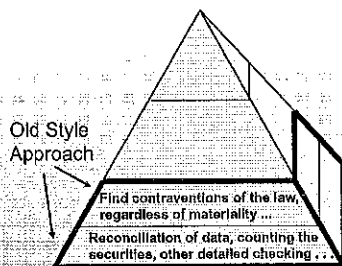 Old Style
Approach
Find contraventions of the law,
regardless of materiality ...
Reconciliation of data, counting the
securities, other detailed checking . . .